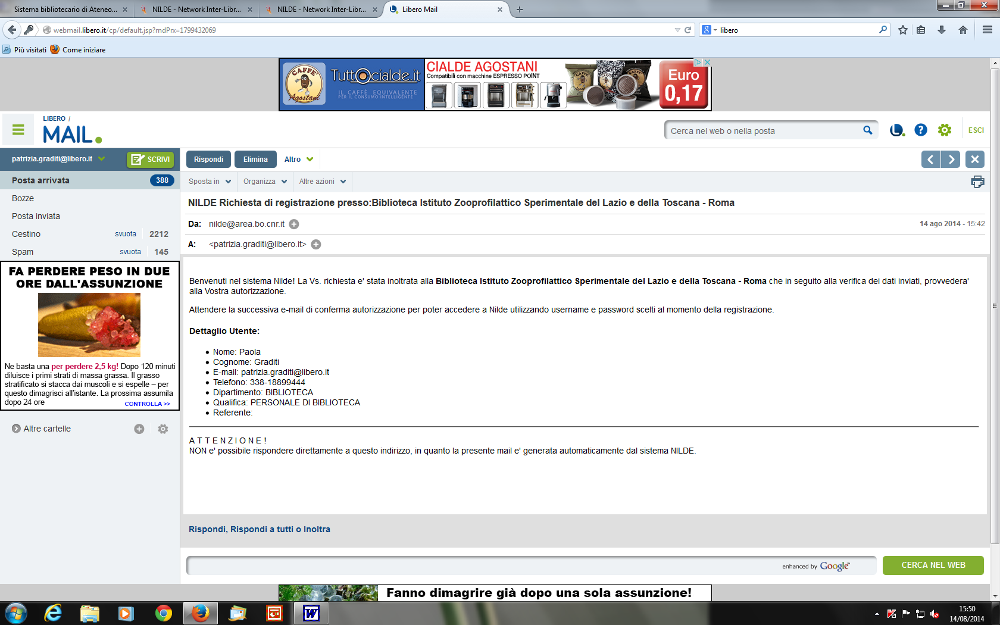 Sistema bibliotecario di Ateneo...
NILDE - Network Inter-Libr...
NILDE - Network Inter-Libr...
Libero Mail
webmail.libero.it/cp/default.jsp?rndPrx=1799432069
libero
Più visitati
Come iniziare
CAFFE'
Agostani
TuttOcialde.it
IL CAFFÈ EQUIVALENTE
PER IL CONSUMO INTELLIGENTE
CIALDE AGOSTANI
Compatibili con macchine ESPRESSO POINT
Euro
0,17
LIBERO /
MAIL.
Cerca nel web o nella posta
ESCI
patrizia.graditi@libero.it
SCRIVI
Rispondi
Elimina
Altro
Posta arrivata 388
Sposta in
Organizza
Altre azioni
Bozze
Posta inviata
Cestino svuota 2212
Spam svuota 145
NILDE Richiesta di registrazione presso:Biblioteca Istituto Zooprofilattico Sperimentale del Lazio e della Toscana - Roma
Da: nilde@area.bo.cnr.it
14 ago 2014 - 15:42
A: <patrizia.graditi@libero.it>
FA PERDERE PESO IN DUE
ORE DALL'ASSUNZIONE
Ne basta una per perdere 2,5 kg! Dopo 120 minuti
diluisce i primi strati di massa grassa. Il grasso
stratificato si stacca dai muscoli e si espelle – per
questo dimagrisci all'istante. La prossima assumila
dopo 24 ore
CONTROLLA >>
Altre cartelle
Benvenuti nel sistema Nilde! La Vs. richiesta e' stata inoltrata alla Biblioteca Istituto Zooprofilattico Sperimentale del Lazio e della Toscana - Roma che in seguito alla verifica dei dati inviati, provvedera'
alla Vostra autorizzazione.
Attendere la successiva e-mail di conferma autorizzazione per poter accedere a Nilde utilizzando username e password scelti al momento della registrazione.
Dettaglio Utente:
Nome: Paola
Cognome: Graditi
E-mail: patrizia.graditi@libero.it
Telefono: 338-18899444
Dipartimento: BIBLIOTECA
Qualifica: PERSONALE DI BIBLIOTECA
Referente:
A T T E N Z I O N E !
NON e' possibile rispondere direttamente a questo indirizzo, in quanto la presente mail e' generata automaticamente dal sistema NILDE.
Rispondi, Rispondi a tutti o Inoltra
enhanced by Google
CERCA NEL WEB
Fanno dimagrire già dopo una sola assunzione!
15:50
14/08/2014